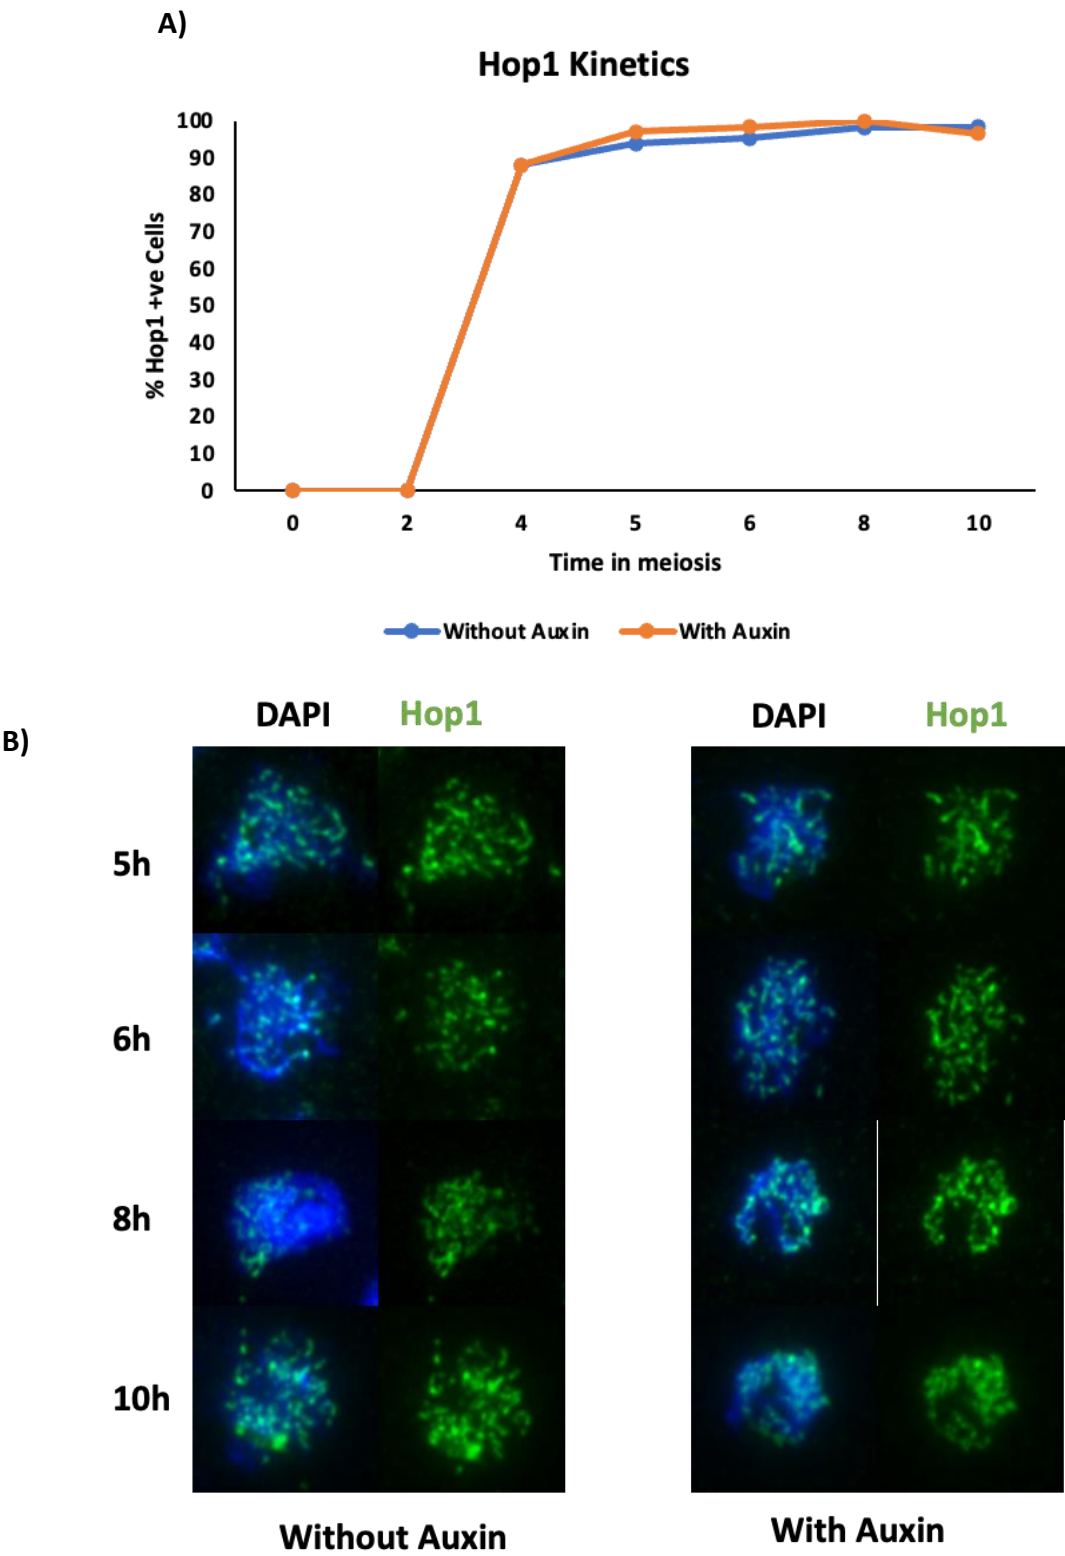 A)
Hop1 Kinetics
% Hop1 +ve Cells
100
90
80
70
60
50
40
30
20
10
0
0 2 4 5 6 8 10
Time in meiosis
Without Auxin With Auxin
B)
DAPI Hop1 DAPI Hop1
5h
6h
8h
10h
Without Auxin With Auxin